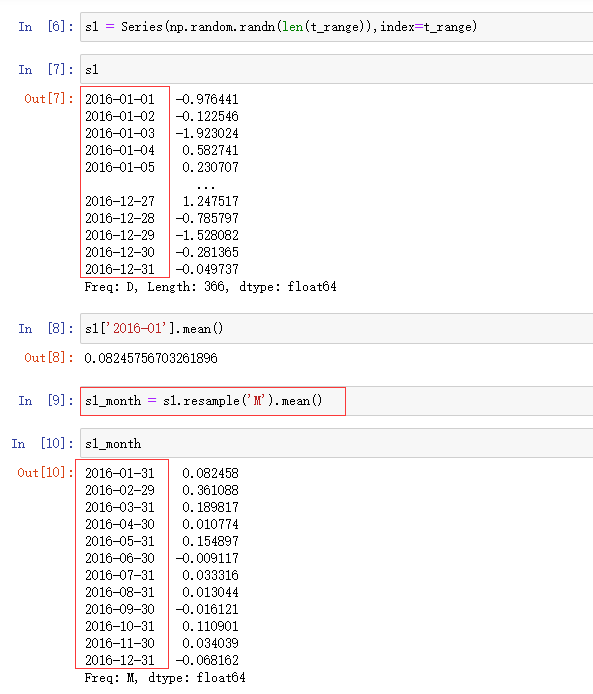 In [6]: s1 = Series(np.random.randn(len(t_range)),index=t_range)
In [7]: s1
Out[7]: 2016-01-01 -0.976441
2016-01-02 -0.122546
2016-01-03 -1.923024
2016-01-04 0.582741
2016-01-05 0.230707
...
2016-12-27 1.247517
2016-12-28 -0.785797
2016-12-29 -1.528082
2016-12-30 -0.281365
2016-12-31 -0.049737
Freq: D, Length: 366, dtype: float64
In [8]: s1['2016-01'].mean()
Out[8]: 0.08245756703261896
In [9]: s1_month = s1.resample('M').mean()
In [10]: s1_month
Out[10]: 2016-01-31 0.082458
2016-02-29 0.361088
2016-03-31 0.189817
2016-04-30 0.010774
2016-05-31 0.154897
2016-06-30 -0.009117
2016-07-31 0.033316
2016-08-31 0.013044
2016-09-30 -0.016121
2016-10-31 0.110901
2016-11-30 0.034039
2016-12-31 -0.068162
Freq: M, dtype: float64